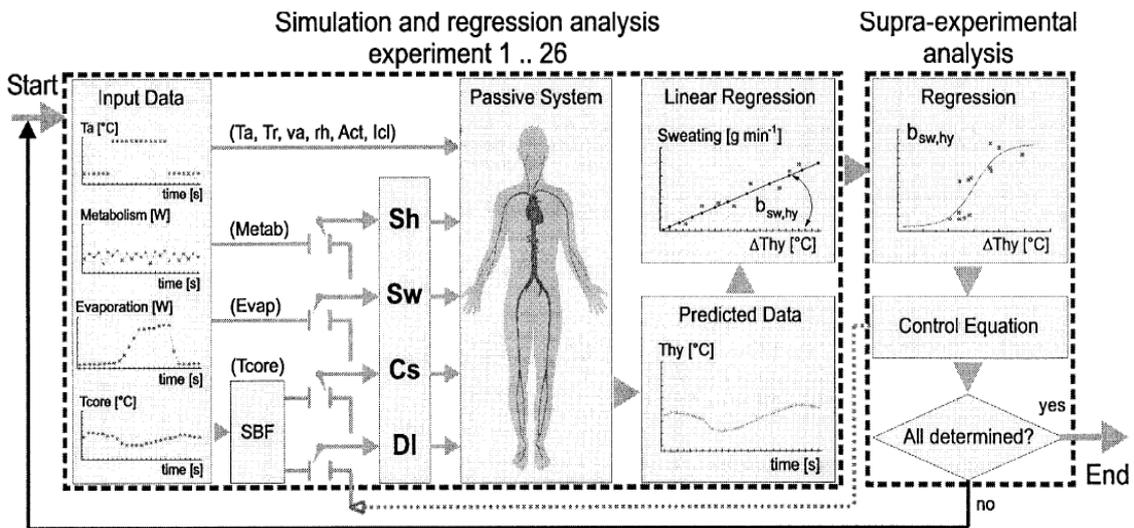 Simulation and regression analysis
experiment 1 .. 26
Supra-experimental
analysis
Start
Input Data
Ta [°C]
time [s]
Metabolism [W]
time [s]
Evaporation [W]
time [s]
Tcore [°C]
time [s]
(Ta, Tr, va, rh, Act, Icl)
(Metab)
(Evap)
(Tcore)
SBF
Sh
Sw
Cs
Dl
Passive System
Linear Regression
Sweating [g min⁻¹]
b_sw,hy
ΔThy [°C]
Predicted Data
Thy [°C]
time [s]
Regression
b_sw,hy
ΔThy [°C]
Control Equation
All determined?
yes
End
no